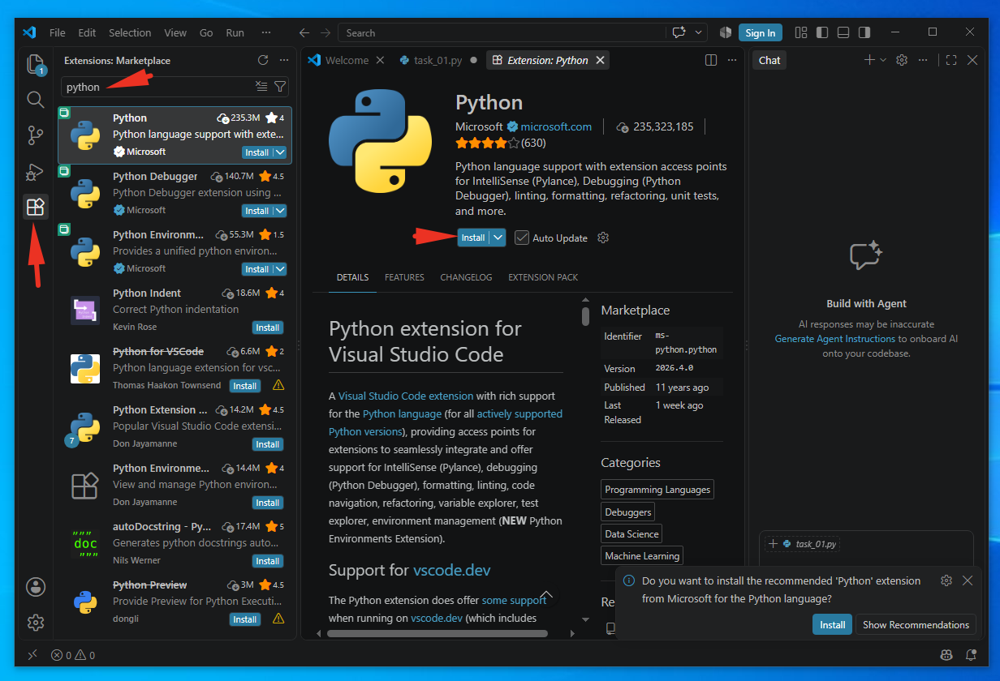 File Edit Selection View Go Run ···
Search
Sign In
1
Extensions: Marketplace
python
Python 235.3M 4
Python language support with exte...
Microsoft Install
Python Debugger 140.7M 4.5
Python Debugger extension using ...
Microsoft Install
Python Environm... 55.3M 1.5
Provides a unified python environ...
Microsoft Install
Python Indent 18.6M 4
Correct Python indentation
Kevin Rose Install
Python for VSCode 6.6M 2
Python language extension for vsc...
Thomas Haakon Townsend Install
Python Extension ... 14.2M 4.5
Popular Visual Studio Code extensi...
7
Don Jayamanne Install
Python Environme... 14.4M 4
View and manage Python environ...
Don Jayamanne Install
autoDocstring - Py... 17.4M 5
""" doc """
Generates python docstrings auto...
Nils Werner Install
Python Preview 3M 4.5
Provide Preview for Python Executi...
dongli Install
Welcome task_01.py Extension: Python
Python
Microsoft microsoft.com 235,323,185
(630)
Python language support with extension access points
for IntelliSense (Pylance), Debugging (Python
Debugger), linting, formatting, refactoring, unit tests,
and more.
Install Auto Update
DETAILS FEATURES CHANGELOG EXTENSION PACK
Python extension for
Visual Studio Code
A Visual Studio Code extension with rich support
for the Python language (for all actively supported
Python versions), providing access points for
extensions to seamlessly integrate and offer
support for IntelliSense (Pylance), debugging
(Python Debugger), formatting, linting, code
navigation, refactoring, variable explorer, test
explorer, environment management (NEW Python
Environments Extension).
Support for vscode.dev
The Python extension does offer some support
when running on vscode.dev (which includes
Marketplace
Identifier ms-
python.python
Version 2026.4.0
Published 11 years ago
Last 1 week ago
Released
Categories
Programming Languages
Debuggers
Data Science
Machine Learning
Re
Chat
Build with Agent
AI responses may be inaccurate
Generate Agent Instructions to onboard AI
onto your codebase.
task_01.py
Do you want to install the recommended 'Python' extension
from Microsoft for the Python language?
Install Show Recommendations
0 0